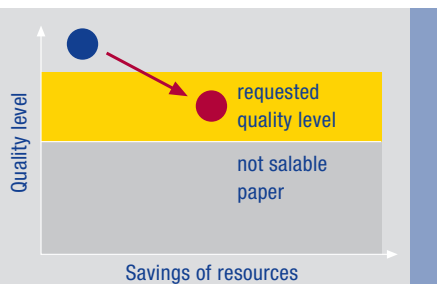 Quality level
requested
quality level
not salable
paper
Savings of resources